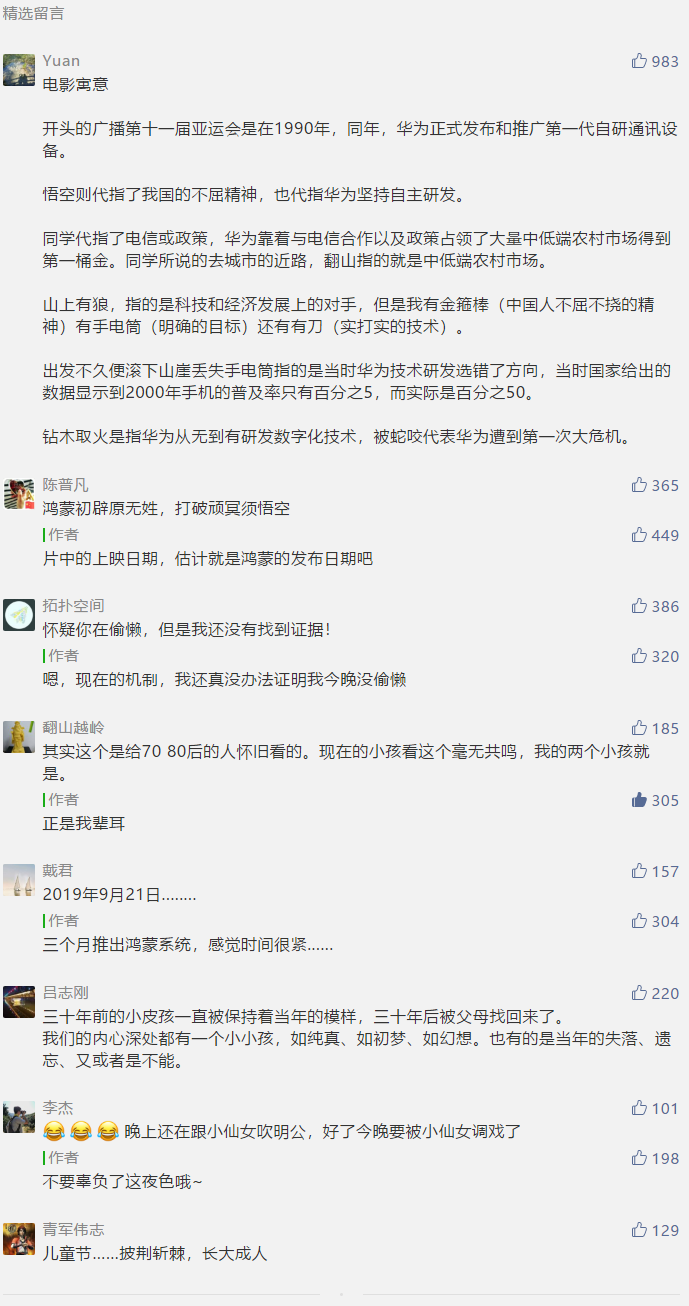 精选留言
Yuan
983
电影寓意
开头的广播第十一届亚运会是在1990年，同年，华为正式发布和推广第一代自研通讯设
备。
悟空则代指了我国的不屈精神，也代指华为坚持自主研发。
同学代指了电信或政策，华为靠着与电信合作以及政策占领了大量中低端农村市场得到
第一桶金。同学所说的去城市的近路，翻山指的就是中低端农村市场。
山上有狼，指的是科技和经济发展上的对手，但是我有金箍棒（中国人不屈不挠的精
神）有手电筒（明确的目标）还有有刀（实打实的技术）。
出发不久便滚下山崖丢失手电筒指的是当时华为技术研发选错了方向，当时国家给出的
数据显示到2000年手机的普及率只有百分之5，而实际是百分之50。
钻木取火是指华为从无到有研发数字化技术，被蛇咬代表华为遭到第一次大危机。
陈普凡
365
鸿蒙初辟原无姓，打破顽冥须悟空
作者
449
片中的上映日期，估计就是鸿蒙的发布日期吧
拓扑空间
386
怀疑你在偷懒，但是我还没有找到证据！
作者
320
嗯，现在的机制，我还真没办法证明我今晚没偷懒
翻山越岭
185
其实这个是给70 80后的人怀旧看的。现在的小孩看这个毫无共鸣，我的两个小孩就
是。
作者
305
正是我辈耳
戴君
157
2019年9月21日........
作者
304
三个月推出鸿蒙系统，感觉时间很紧......
吕志刚
220
三十年前的小皮孩一直被保持着当年的模样，三十年后被父母找回来了。
我们的内心深处都有一个小小孩，如纯真、如初梦、如幻想。也有的是当年的失落、遗
忘、又或者是不能。
李杰
101
😂😂😂晚上还在跟小仙女吹明公，好了今晚要被小仙女调戏了
作者
198
不要辜负了这夜色哦~
青军伟志
129
儿童节......披荆斩棘，长大成人